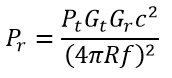 $P_r = \frac{P_t G_t G_r c^2}{(4\pi R f)^2}$